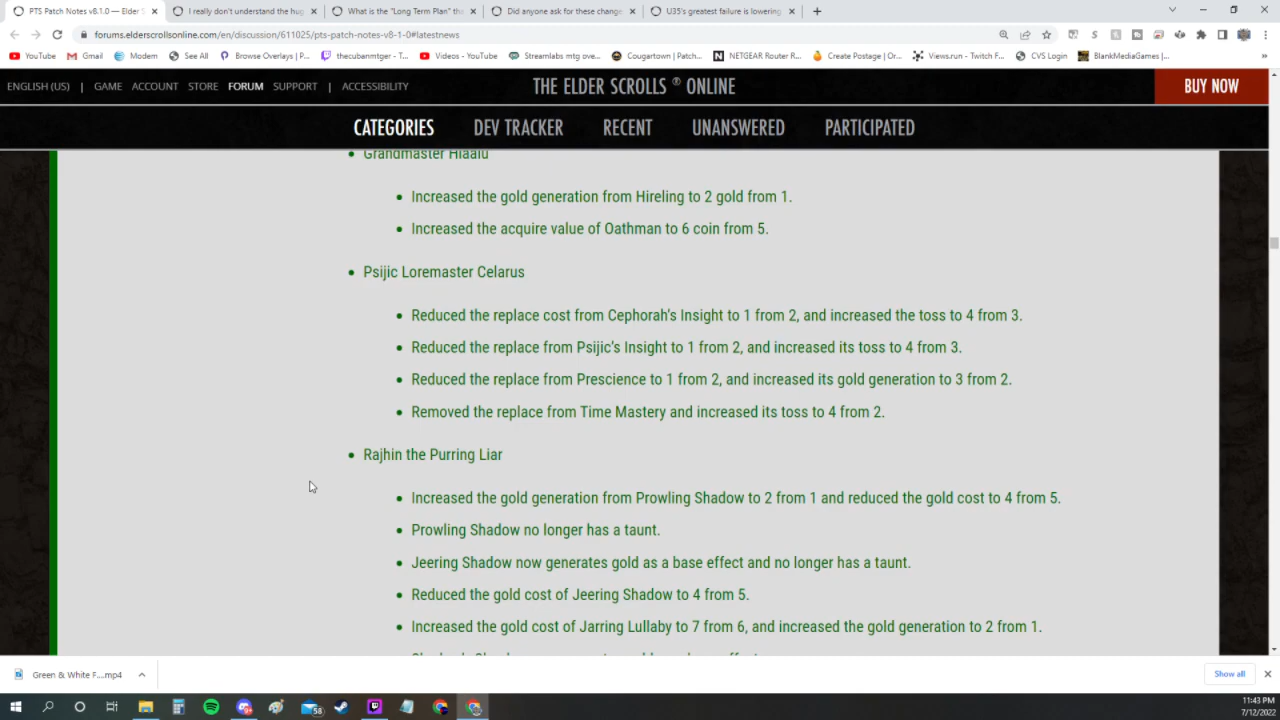 PTS Patch Notes v8.1.0 — Elder S
I really don't understand the hug
What is the "Long Term Plan" tha
Did anyone ask for these change
U35's greatest failure is lowering
forums.elderscrollsonline.com/en/discussion/611025/pts-patch-notes-v8-1-0#latestnews
YouTube
Gmail
Modem
See All
Browse Overlays | P...
thecubanmtger - T...
Videos - YouTube
Streamlabs mtg ove...
Cougartown | Patch...
NETGEAR Router R...
Create Postage | Or...
Views.run - Twitch F...
CVS Login
BlankMediaGames |...
ENGLISH (US) | GAME ACCOUNT STORE FORUM SUPPORT | ACCESSIBILITY
THE ELDER SCROLLS ® ONLINE
BUY NOW
CATEGORIES DEV TRACKER RECENT UNANSWERED PARTICIPATED
Grandmaster Hlaalu
Increased the gold generation from Hireling to 2 gold from 1.
Increased the acquire value of Oathman to 6 coin from 5.
Psijic Loremaster Celarus
Reduced the replace cost from Cephorah's Insight to 1 from 2, and increased the toss to 4 from 3.
Reduced the replace from Psijic's Insight to 1 from 2, and increased its toss to 4 from 3.
Reduced the replace from Prescience to 1 from 2, and increased its gold generation to 3 from 2.
Removed the replace from Time Mastery and increased its toss to 4 from 2.
Rajhin the Purring Liar
Increased the gold generation from Prowling Shadow to 2 from 1 and reduced the gold cost to 4 from 5.
Prowling Shadow no longer has a taunt.
Jeering Shadow now generates gold as a base effect and no longer has a taunt.
Reduced the gold cost of Jeering Shadow to 4 from 5.
Increased the gold cost of Jarring Lullaby to 7 from 6, and increased the gold generation to 2 from 1.
Green & White F....mp4
Show all
58
11:43 PM
7/12/2022